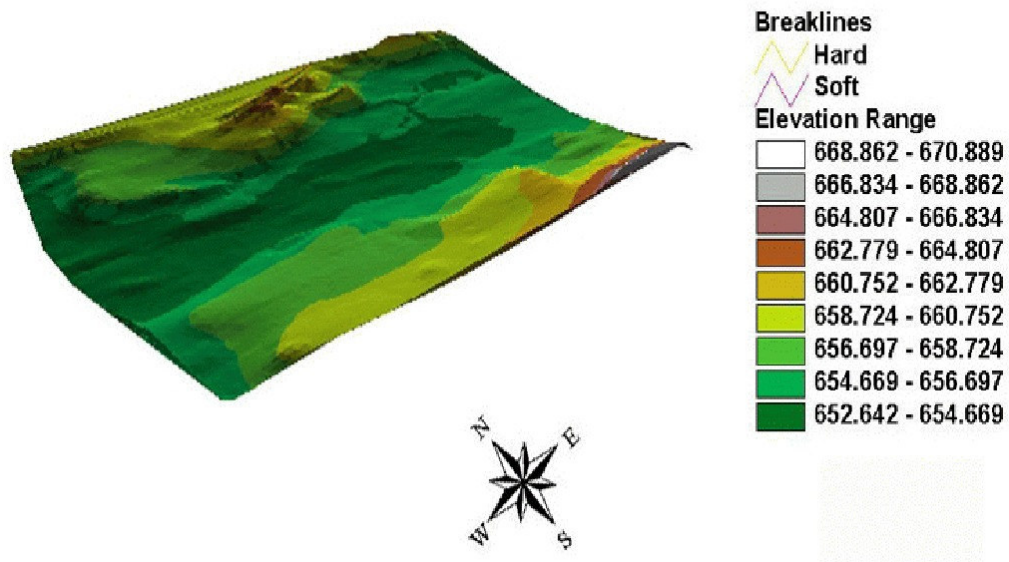 Breaklines
Hard
Soft
Elevation Range
668.862 - 670.889
666.834 - 668.862
664.807 - 666.834
662.779 - 664.807
660.752 - 662.779
658.724 - 660.752
656.697 - 658.724
654.669 - 656.697
652.642 - 654.669
N
E
W
S